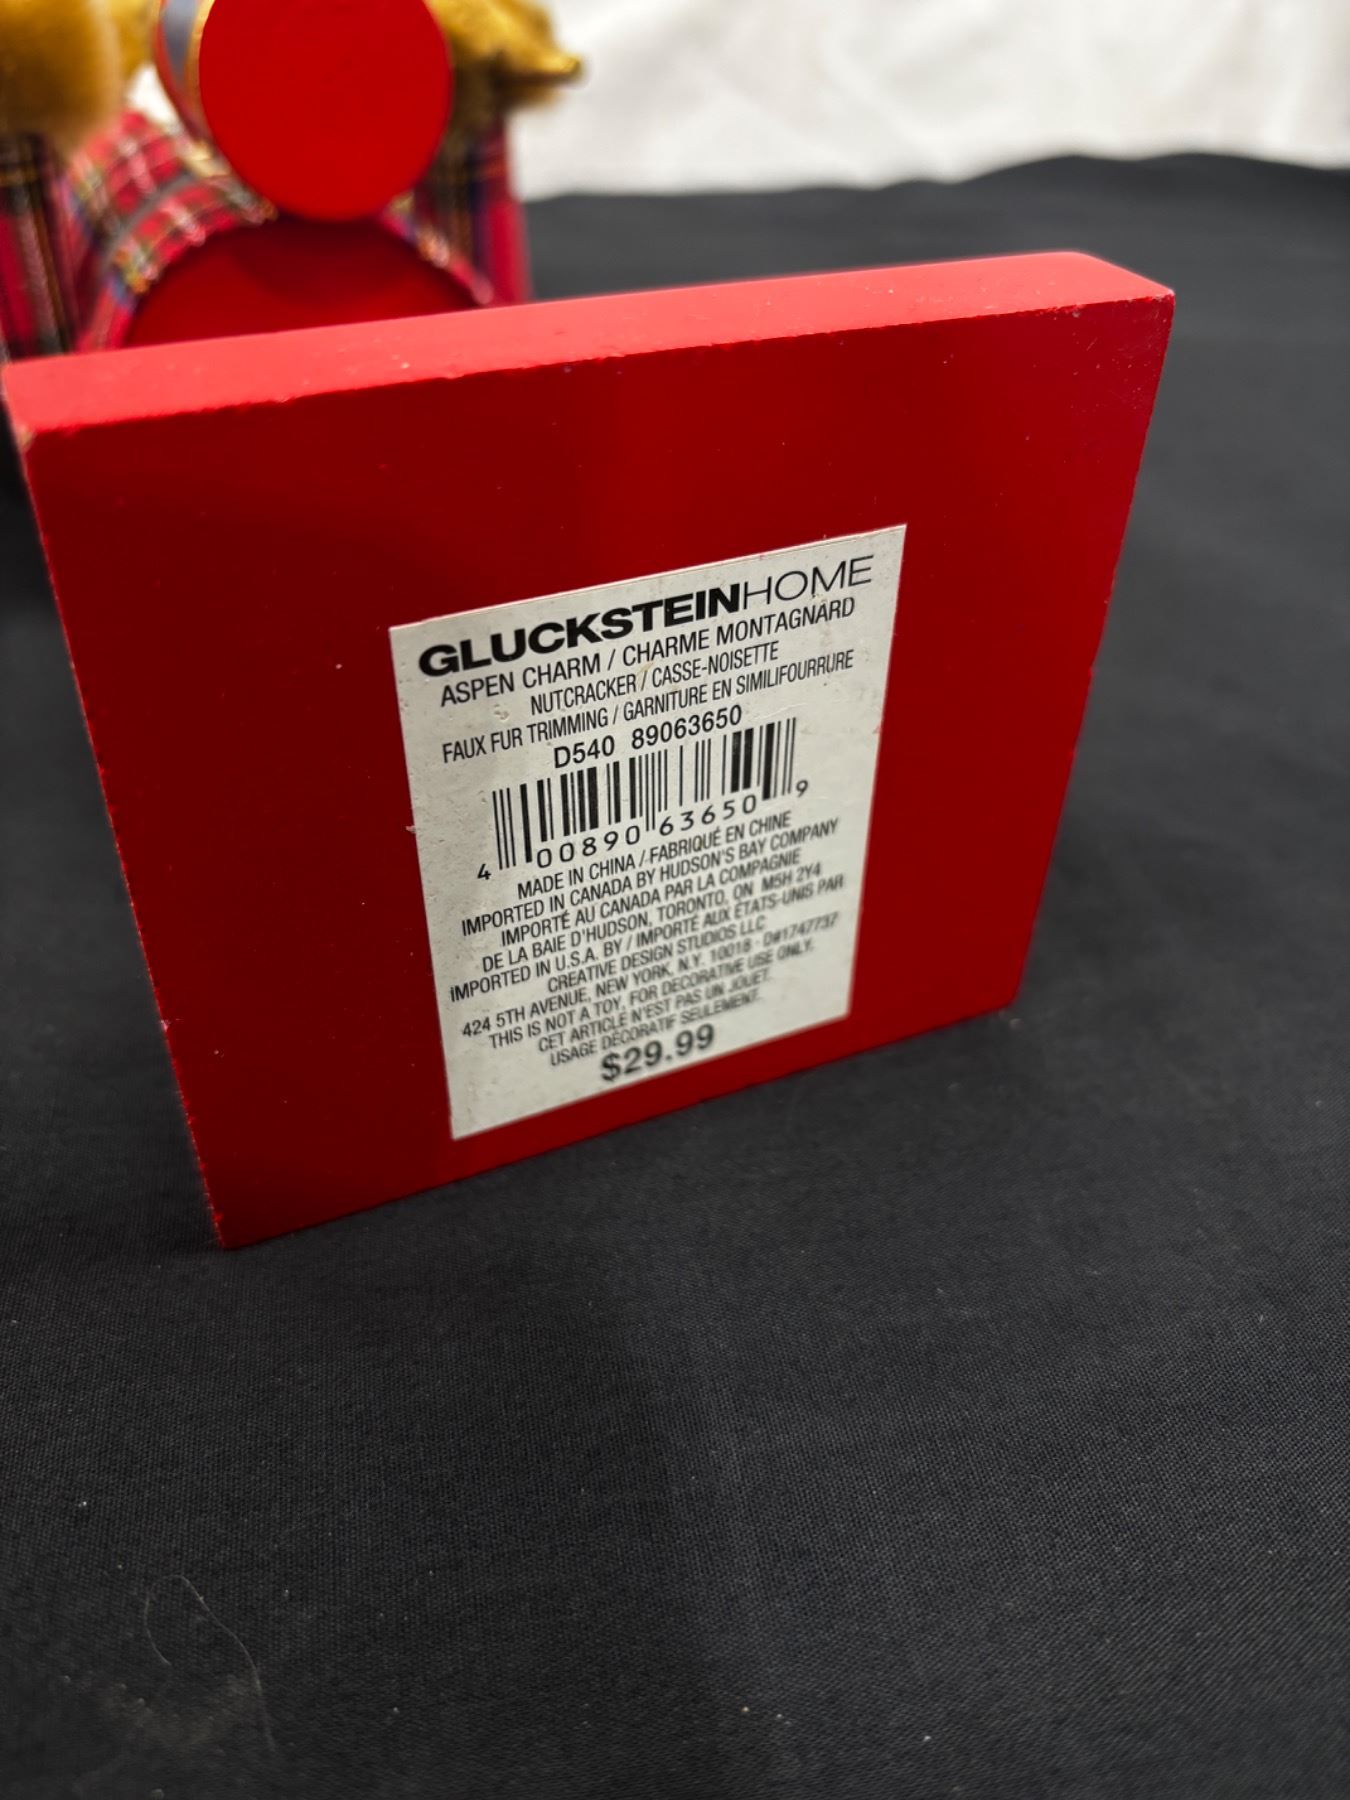 GLUCKSTEINHOME
ASPEN CHARM / CHARME MONTAGNARD
NUTCRACKER / CASSE-NOISETTE
FAUX FUR TRIMMING / GARNITURE EN SIMILIFOURRURE
D540 89063650
4 00890 63650 9
MADE IN CHINA / FABRIQUÉ EN CHINE
IMPORTED IN CANADA BY HUDSON'S BAY COMPANY
IMPORTÉ AU CANADA PAR LA COMPAGNIE
DE LA BAIE D'HUDSON, TORONTO, ON M5H 2Y4
IMPORTED IN U.S.A. BY / IMPORTÉ AUX ÉTATS-UNIS PAR
CREATIVE DESIGN STUDIOS LLC
424 5TH AVENUE, NEW YORK, N.Y. 10018 - D#1747737
THIS IS NOT A TOY, FOR DECORATIVE USE ONLY.
CET ARTICLE N'EST PAS UN JOUET.
USAGE DÉCORATIF SEULEMENT.
$29.99